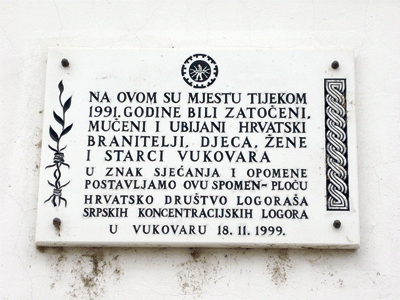 NA OVOM SU MJESTU TIJEKOM
1991. GODINE BILI ZATOČENI,
MUČENI I UBIJANI HRVATSKI
BRANITELJI, DJECA, ŽENE
I STARCI VUKOVARA
U ZNAK SJEĆANJA I OPOMENE
POSTAVLJAMO OVU SPOMEN-PLOČU
HRVATSKO DRUŠTVO LOGORAŠA
SRPSKIH KONCENTRACIJSKIH LOGORA
U VUKOVARU 18. 11. 1999.